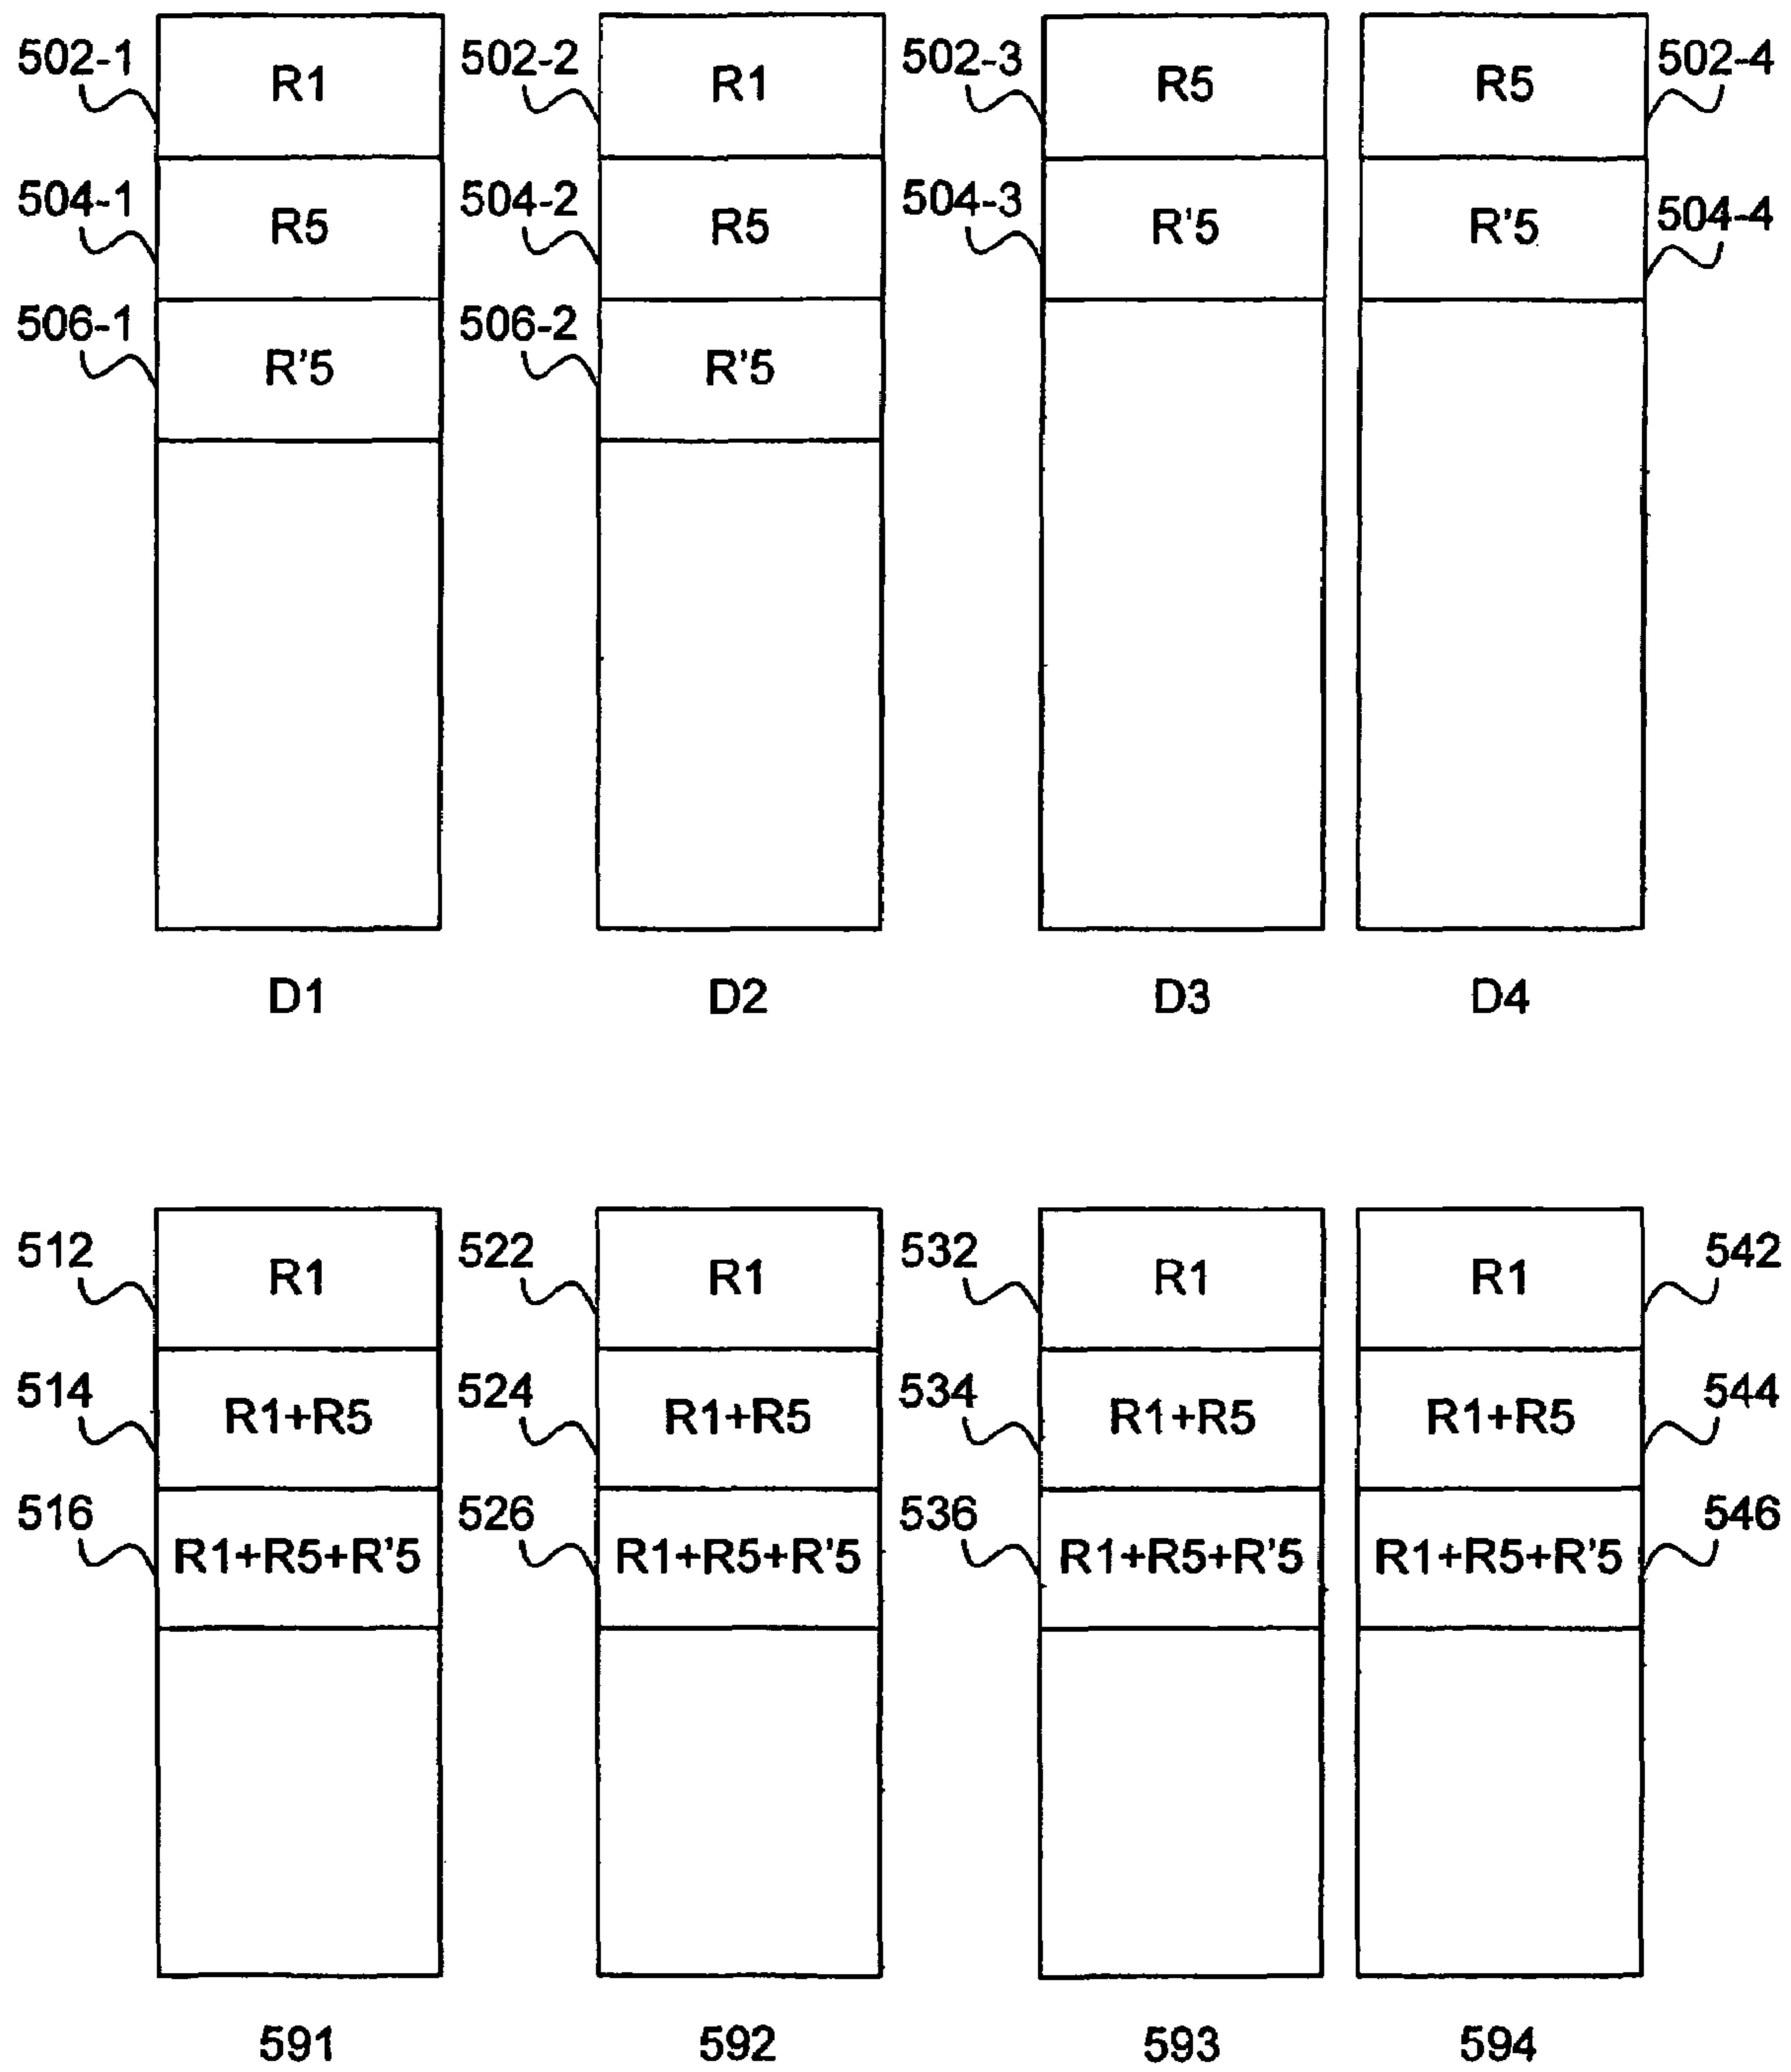 502-1 R1 502-2 R1 502-3 R5 R5 502-4
504-1 R5 504-2 R5 504-3 R'5 R'5 504-4
506-1 R'5 506-2 R'5
D1 D2 D3 D4
512 R1 522 R1 532 R1 R1 542
514 R1+R5 524 R1+R5 534 R1+R5 R1+R5 544
516 R1+R5+R'5 526 R1+R5+R'5 536 R1+R5+R'5 R1+R5+R'5 546
591 592 593 594